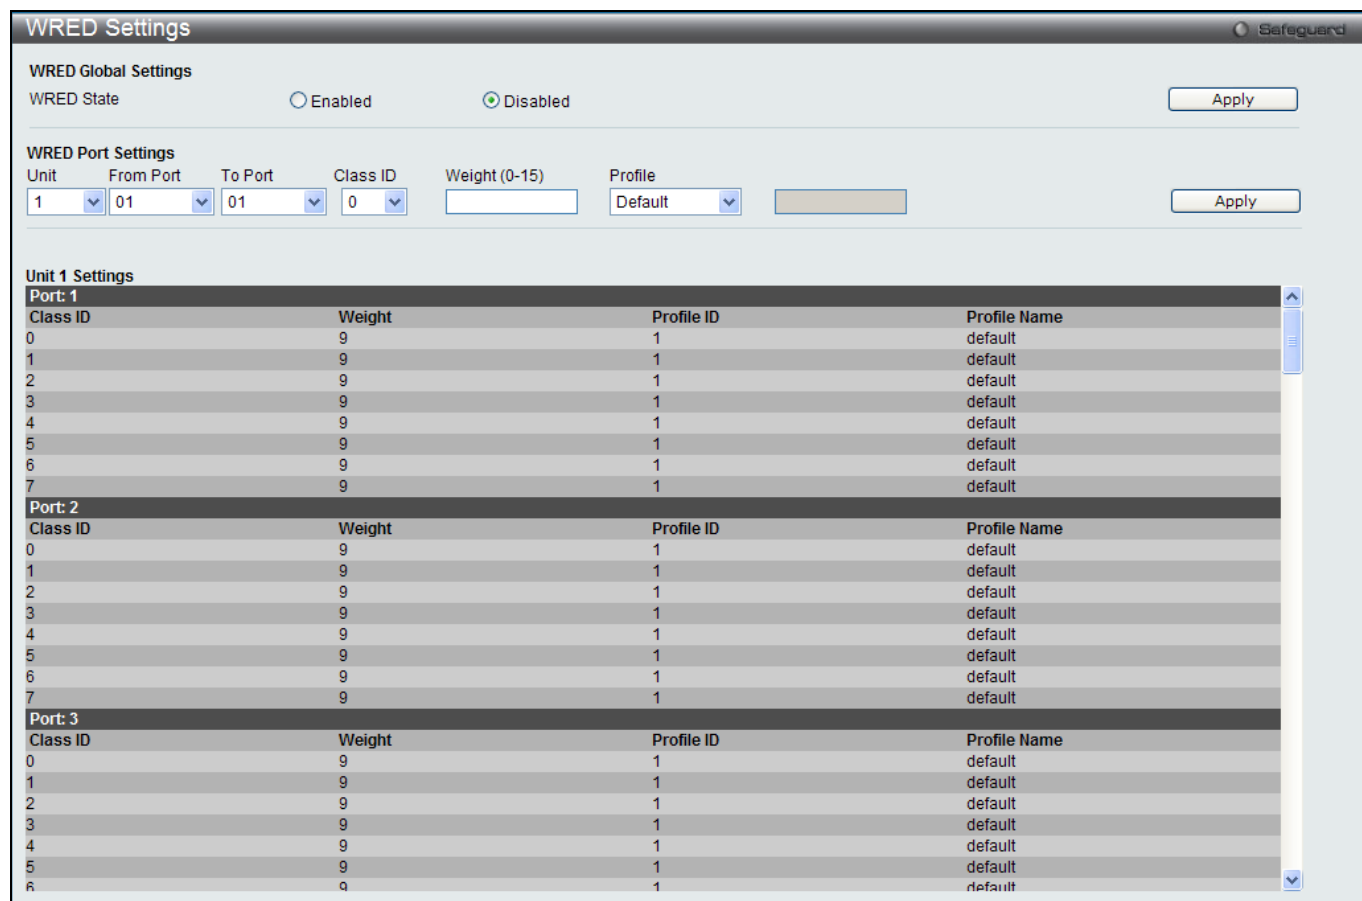 WRED Settings Safeguard
WRED Global Settings
WRED State Enabled Disabled Apply
WRED Port Settings
Unit From Port To Port Class ID Weight (0-15) Profile
1 01 01 0 Default Apply
Unit 1 Settings
Port: 1
Class ID Weight Profile ID Profile Name
0 9 1 default
1 9 1 default
2 9 1 default
3 9 1 default
4 9 1 default
5 9 1 default
6 9 1 default
7 9 1 default
Port: 2
Class ID Weight Profile ID Profile Name
0 9 1 default
1 9 1 default
2 9 1 default
3 9 1 default
4 9 1 default
5 9 1 default
6 9 1 default
7 9 1 default
Port: 3
Class ID Weight Profile ID Profile Name
0 9 1 default
1 9 1 default
2 9 1 default
3 9 1 default
4 9 1 default
5 9 1 default
6 9 1 default